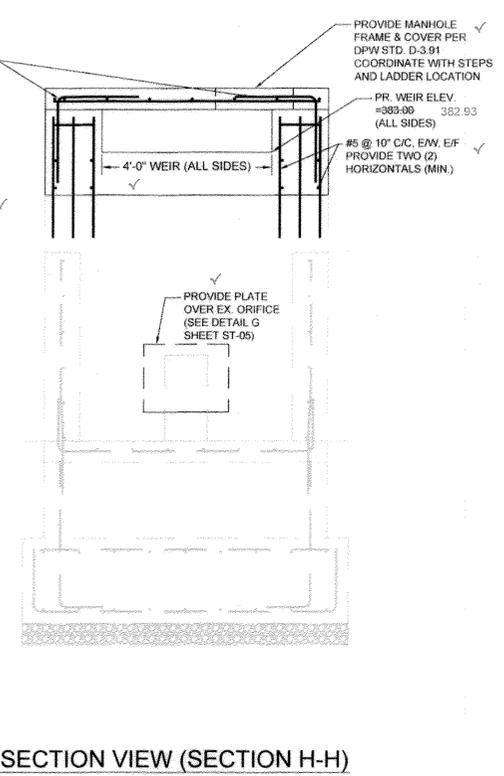 PROVIDE MANHOLE
FRAME & COVER PER
DPW STD. D-3.91
COORDINATE WITH STEPS
AND LADDER LOCATION
PR. WEIR ELEV.
=383.00 382.93
(ALL SIDES)
4'-0" WEIR (ALL SIDES)
#5 @ 10" C/C, E/W, E/F
PROVIDE TWO (2)
HORIZONTALS (MIN.)
PROVIDE PLATE
OVER EX. ORIFICE
(SEE DETAIL G
SHEET ST-05)
SECTION VIEW (SECTION H-H)